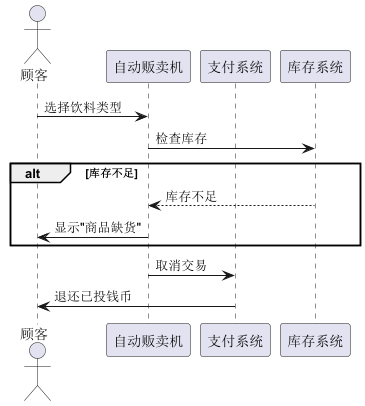 顾客
自动贩卖机 支付系统 库存系统
选择饮料类型
检查库存
alt [库存不足]
库存不足
显示"商品缺货"
取消交易
退还已投钱币
顾客 自动贩卖机 支付系统 库存系统